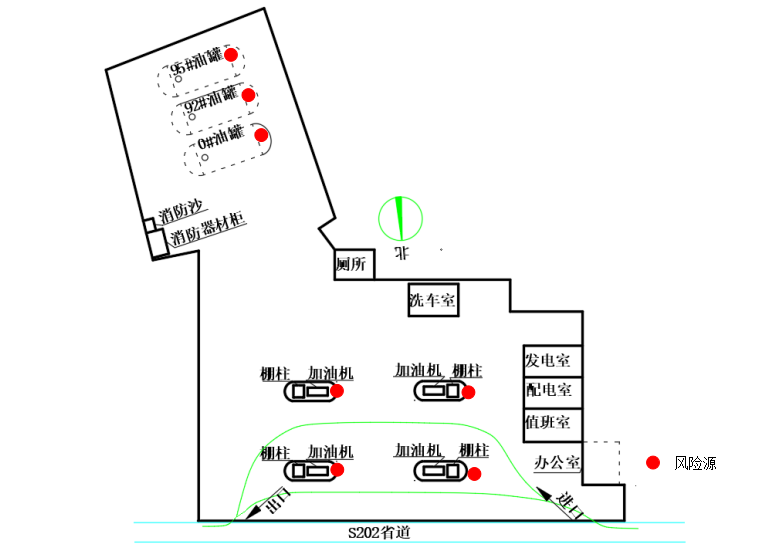 95#油罐
92#油罐
0#油罐
消防沙
消防器材柜
北
厕所
洗车室
发电室
配电室
值班室
办公室
棚柱 加油机
加油机 棚柱
棚柱 加油机
加油机 棚柱
风险源
出口
进口
S202省道